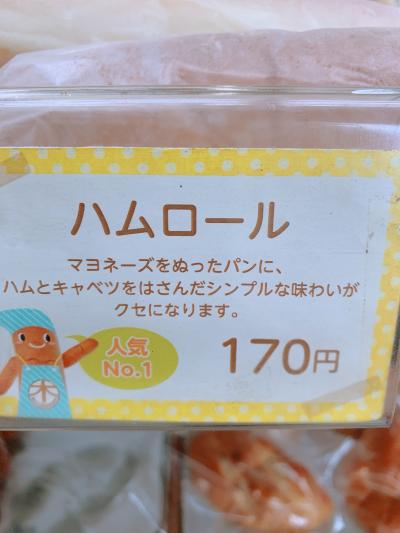 ハムロール
マヨネーズをぬったパンに、
ハムとキャベツをはさんだシンプルな味わいが
クセになります。
人気
No.1
170円
木